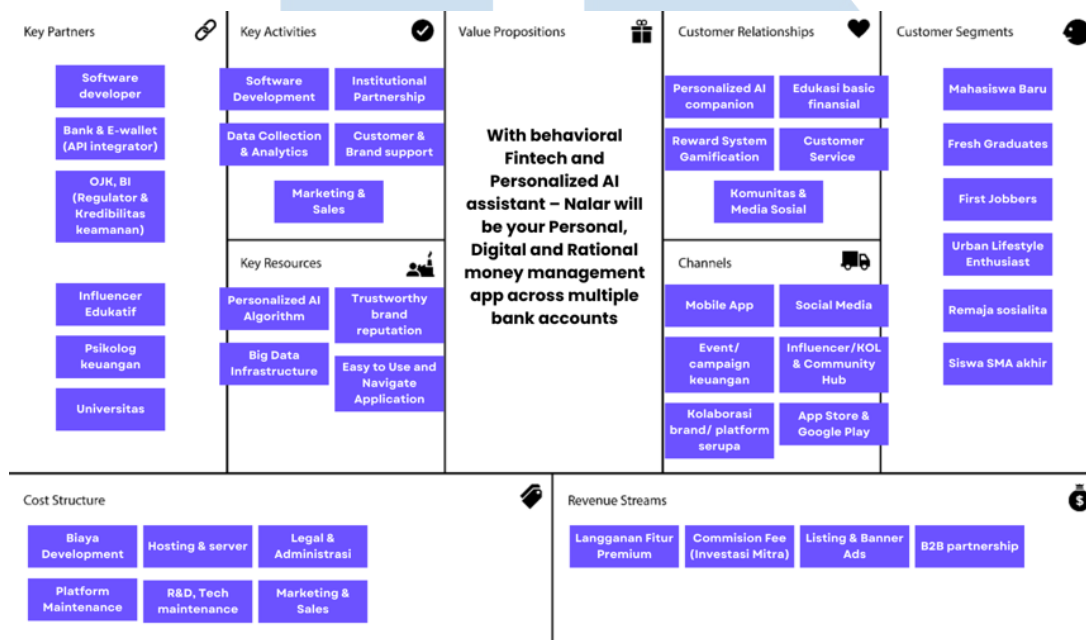 Key Partners
Software
developer
Bank & E-wallet
(API integrator)
OJK, BI
(Regulator &
Kredibilitas
keamanan)
Influencer
Edukatif
Psikolog
keuangan
Universitas
Key Activities
Software
Development
Institutional
Partnership
Data Collection
& Analytics
Customer &
Brand support
Marketing &
Sales
Key Resources
Personalized AI
Algorithm
Trustworthy
brand
reputation
Big Data
Infrastructure
Easy to Use and
Navigate
Application
Value Propositions
With behavioral
Fintech and
Personalized AI
assistant – Nalar will
be your Personal,
Digital and Rational
money management
app across multiple
bank accounts
Customer Relationships
Personalized AI
companion
Edukasi basic
finansial
Reward System
Gamification
Customer
Service
Komunitas &
Media Sosial
Channels
Mobile App
Social Media
Event/
campaign
keuangan
Influencer/KOL
& Community
Hub
Kolaborasi
brand/ platform
serupa
App Store &
Google Play
Customer Segments
Mahasiswa Baru
Fresh Graduates
First Jobbers
Urban Lifestyle
Enthusiast
Remaja sosialita
Siswa SMA akhir
Cost Structure
Biaya
Development
Hosting & server
Legal &
Administrasi
Platform
Maintenance
R&D, Tech
maintenance
Marketing &
Sales
Revenue Streams
Langganan Fitur
Premium
Commision Fee
(Investasi Mitra)
Listing & Banner
Ads
B2B partnership
$